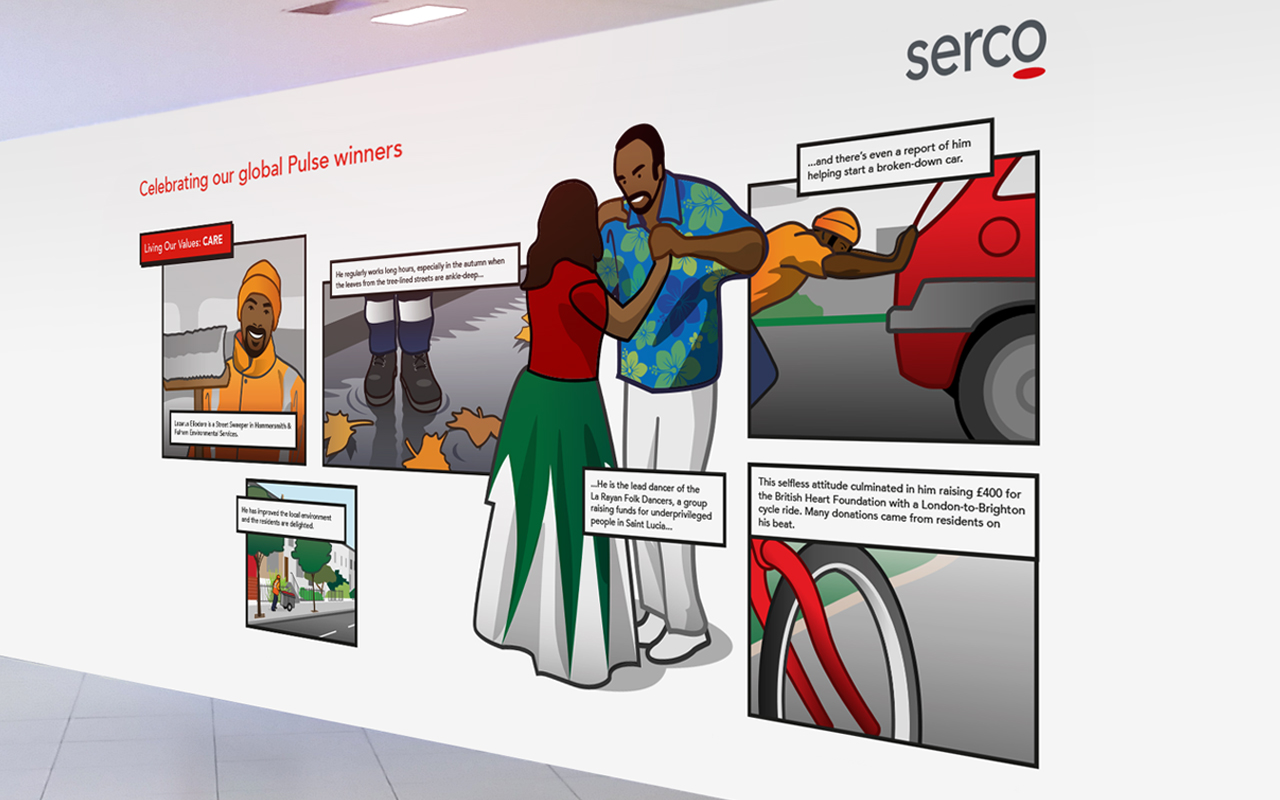 serco
Celebrating our global Pulse winners
Living Our Values: CARE
is a Street Sweeper in Hammersmith &
Fulham Environmental Services.
He regularly works long hours, especially in the autumn when
the leaves from the tree-lined streets are ankle-deep...
He has improved the local environment
and the residents are delighted.
...He is the lead dancer of the
La Rayan Folk Dancers, a group
raising funds for underprivileged
people in Saint Lucia...
...and there's even a report of him
helping start a broken-down car.
This selfless attitude culminated in him raising £400 for
the British Heart Foundation with a London-to-Brighton
cycle ride. Many donations came from residents on
his beat.